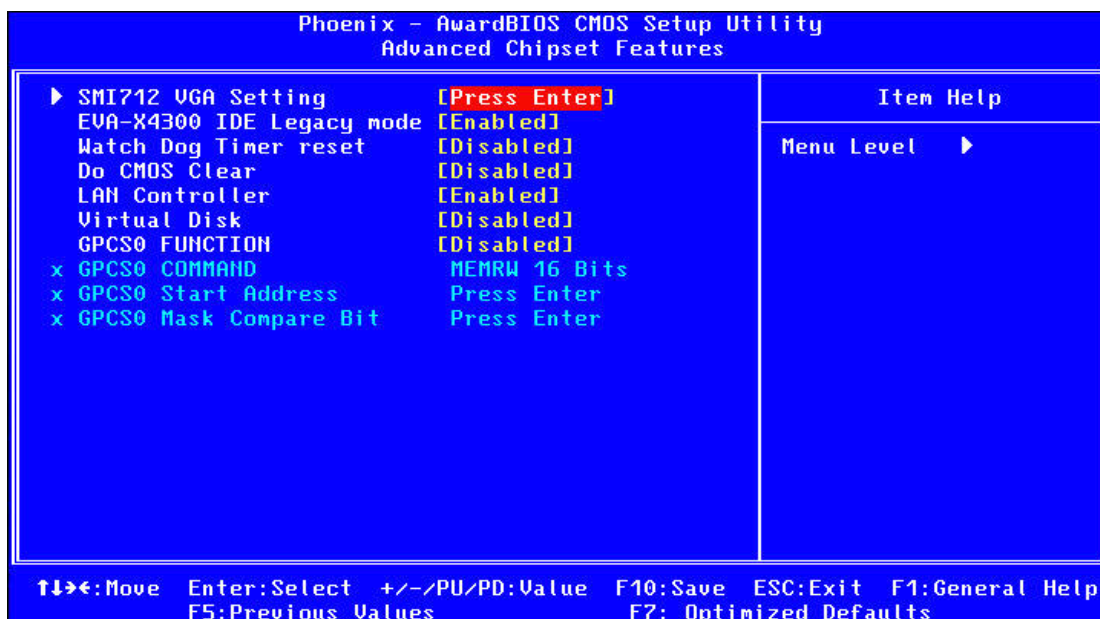 Phoenix - AwardBIOS CMOS Setup Utility
Advanced Chipset Features
SMI712 VGA Setting [Press Enter]
EVA-X4300 IDE Legacy mode [Enabled]
Watch Dog Timer reset [Disabled]
Do CMOS Clear [Disabled]
LAN Controller [Enabled]
Virtual Disk [Disabled]
GPCS0 FUNCTION [Disabled]
x GPCS0 COMMAND MEMRW 16 Bits
x GPCS0 Start Address Press Enter
x GPCS0 Mask Compare Bit Press Enter
Item Help
Menu Level
↑↓→←:Move Enter:Select +/-/PU/PD:Value F10:Save ESC:Exit F1:General Help
F5:Previous Values F7: Optimized Defaults